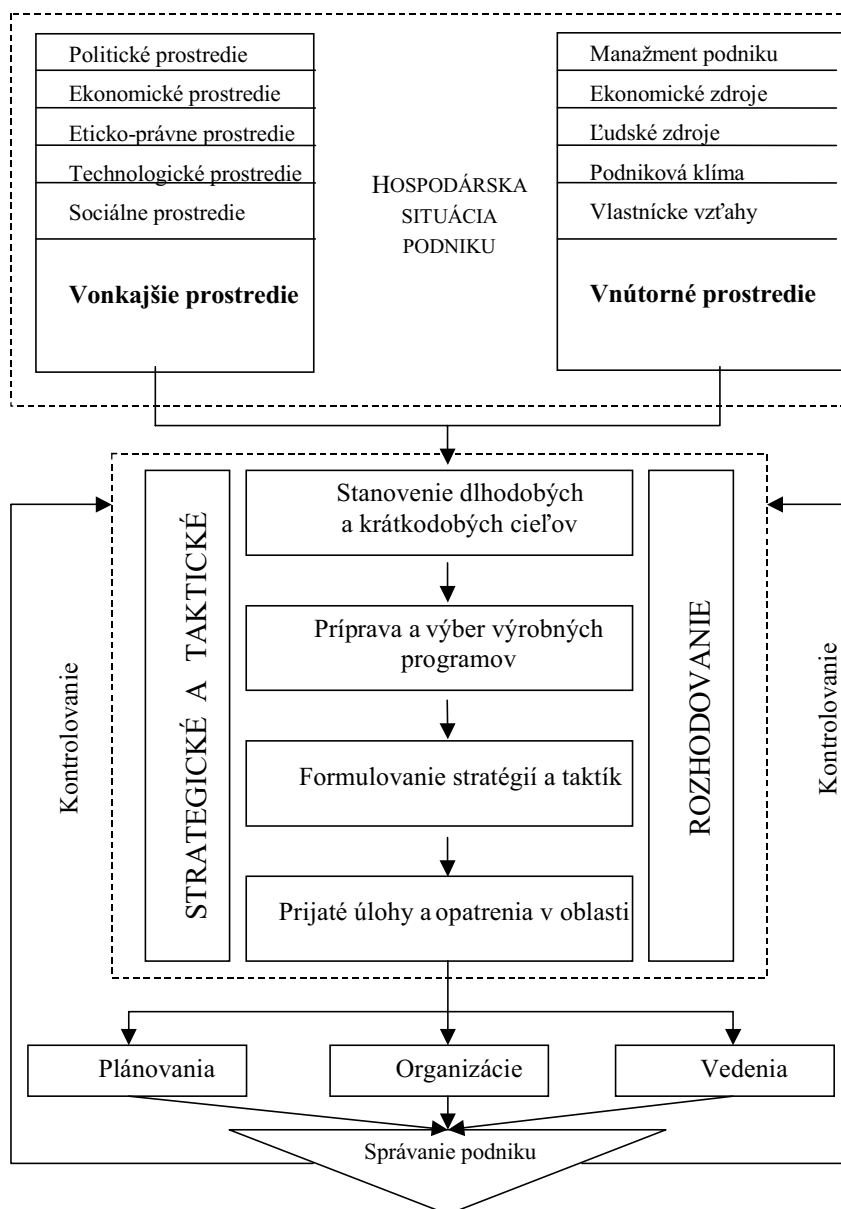 Politické prostredie
Ekonomické prostredie
Eticko-právne prostredie
Technologické prostredie
Sociálne prostredie
Vonkajšie prostredie
HOSPODÁRSKA
SITUÁCIA
PODNIKU
Manažment podniku
Ekonomické zdroje
Ľudské zdroje
Podniková klíma
Vlastnícke vzťahy
Vnútorné prostredie
Kontrolovanie
STRATEGICKÉ A TAKTICKÉ
Stanovenie dlhodobých
a krátkodobých cieľov
Príprava a výber výrobných
programov
Formulovanie stratégií a taktík
Prijaté úlohy a opatrenia v oblasti
ROZHODOVANIE
Kontrolovanie
Plánovania
Organizácie
Vedenia
Správanie podniku